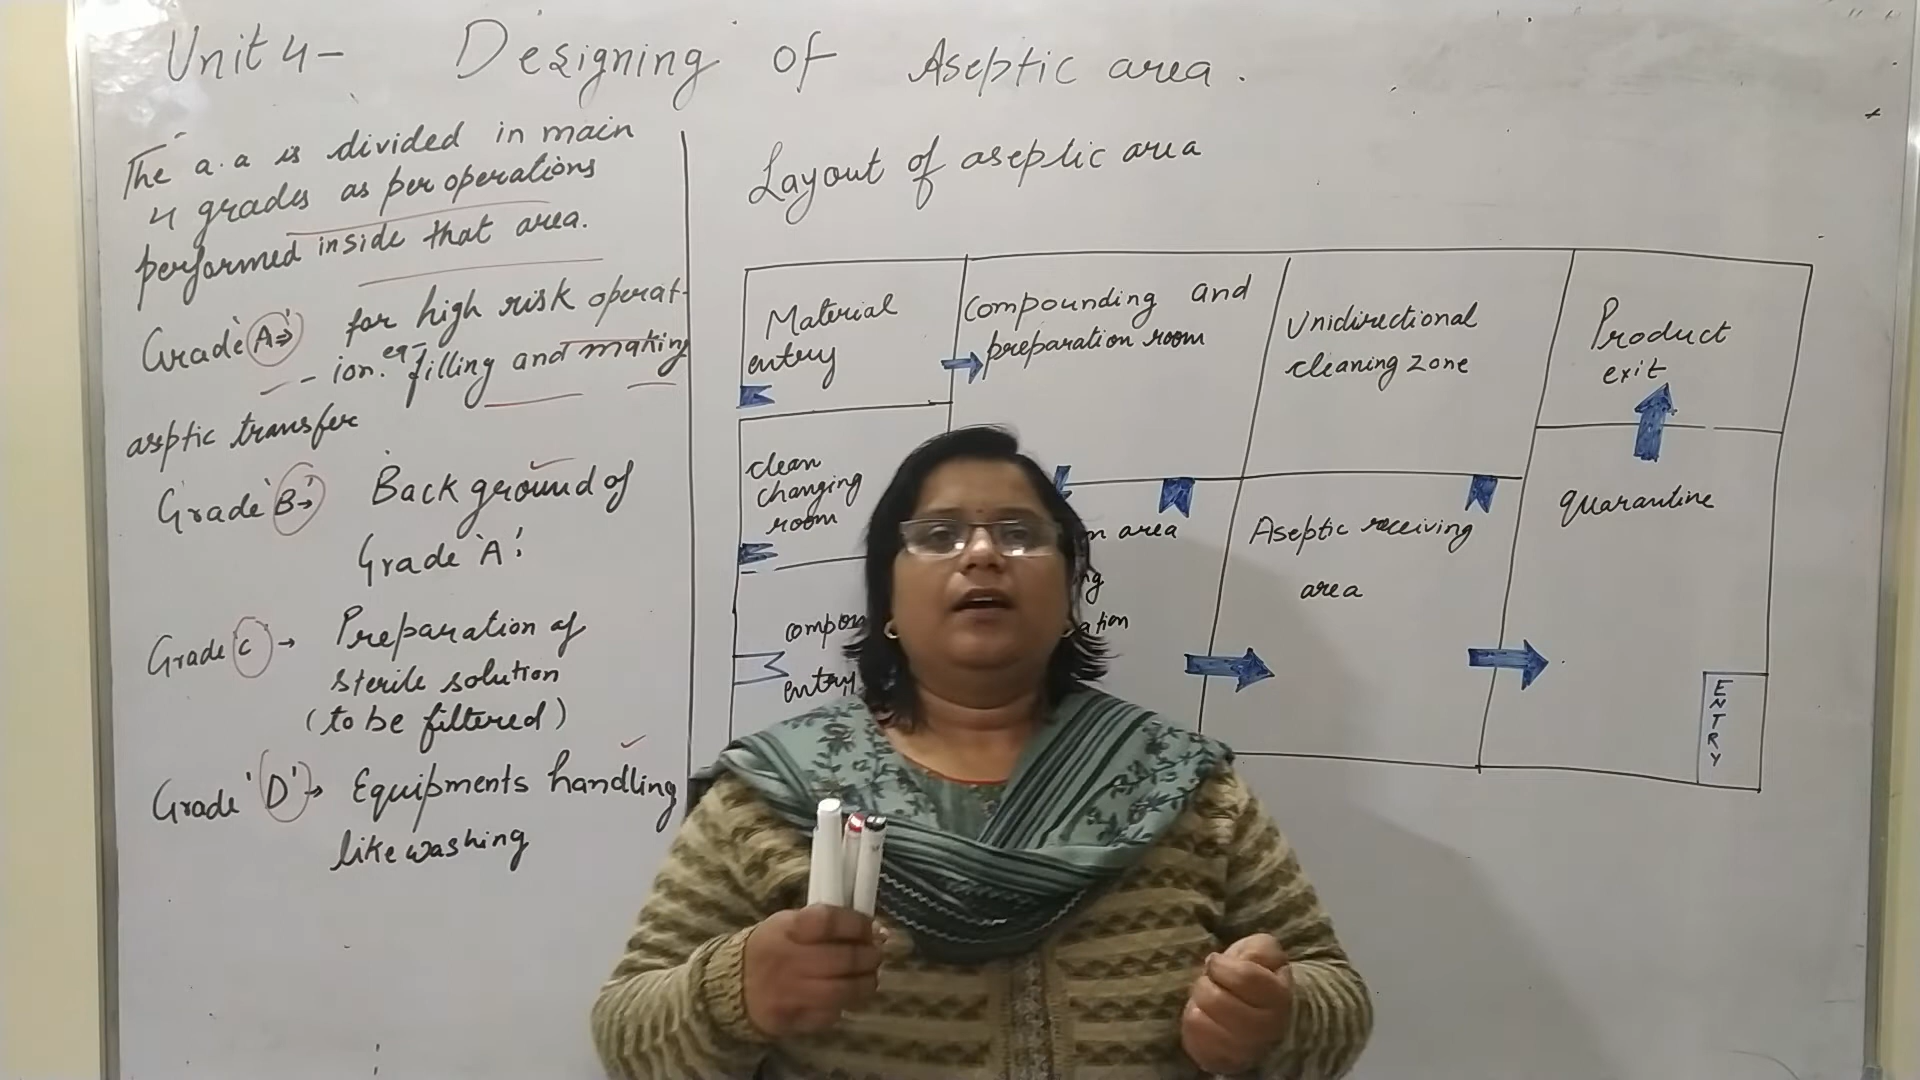 Unit 4- Designing of Aseptic area.
The a.a is divided in main
4 grades as per operations
performed inside that area.
Grade 'A' → for high risk operat-
- ion. eg- filling and making
asptic transfer
Grade 'B' → Background of
Grade 'A'.
Grade C → Preparation of
sterile solution
(to be filtered)
Grade 'D' → Equipments handling
like washing
Layout of aseptic area
Material
entry
Compounding and
preparation room
Unidirectional
cleaning zone
Product
exit
clean
changing
room
area
Aseptic receiving
area
quarantine
entry
ENTRY